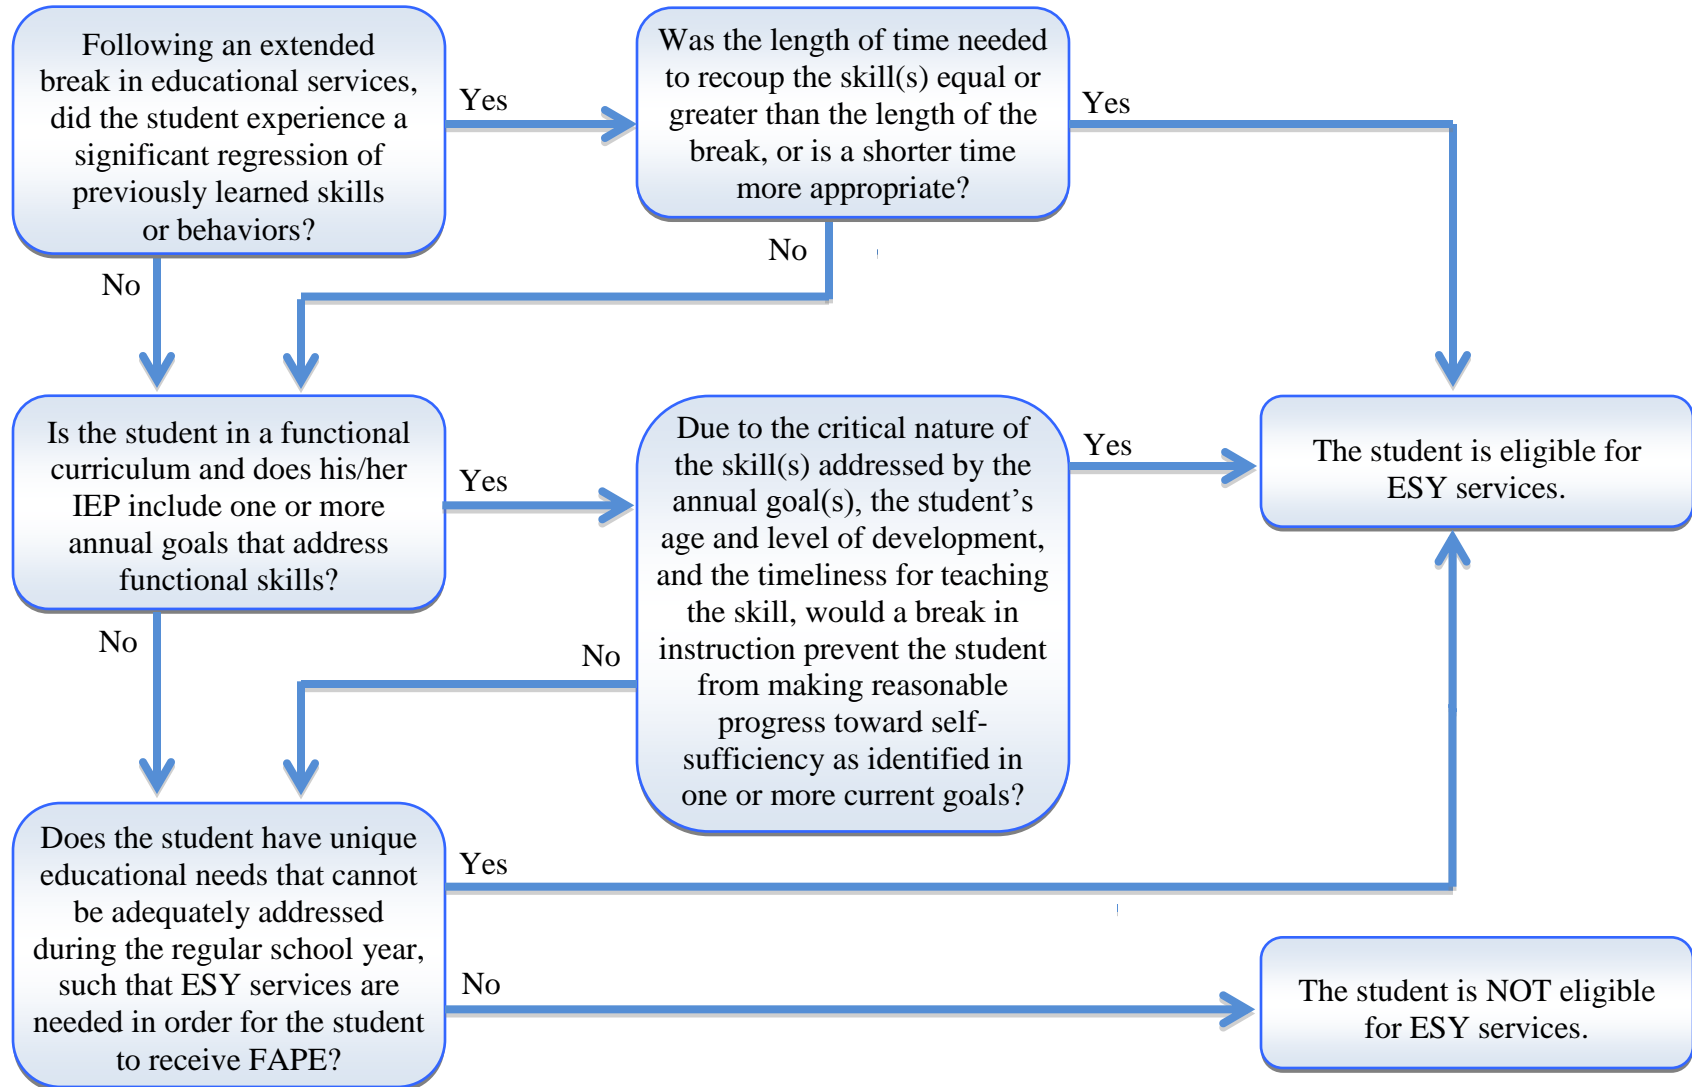 Following an extended
break in educational services,
did the student experience a
significant regression of
previously learned skills
or behaviors?
Yes
Was the length of time needed
to recoup the skill(s) equal or
greater than the length of the
break, or is a shorter time
more appropriate?
Yes
No
No
Is the student in a functional
curriculum and does his/her
IEP include one or more
annual goals that address
functional skills?
Yes
Due to the critical nature of
the skill(s) addressed by the
annual goal(s), the student’s
age and level of development,
and the timeliness for teaching
the skill, would a break in
instruction prevent the student
from making reasonable
progress toward self-
sufficiency as identified in
one or more current goals?
Yes
The student is eligible for
ESY services.
No
No
Does the student have unique
educational needs that cannot
be adequately addressed
during the regular school year,
such that ESY services are
needed in order for the student
to receive FAPE?
Yes
No
The student is NOT eligible
for ESY services.